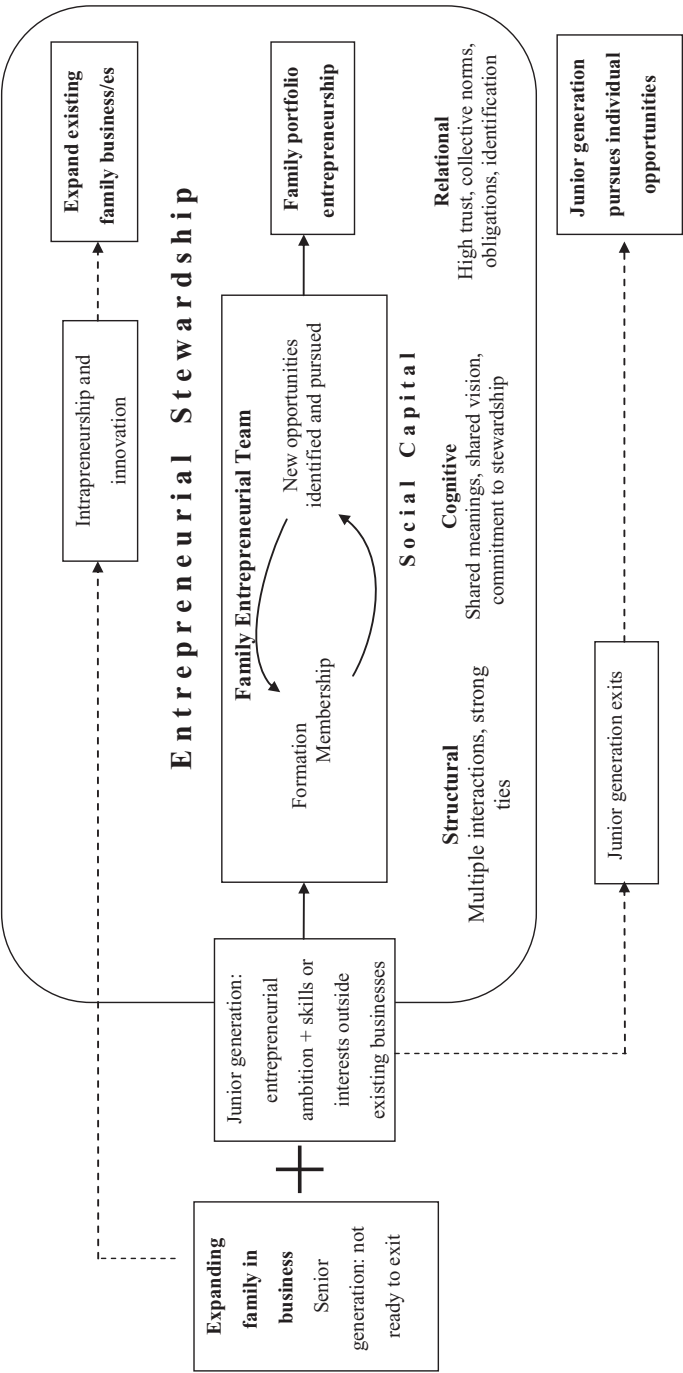 Expanding
family in
business
Senior
generation: not
ready to exit
+
Junior generation:
entrepreneurial
ambition + skills or
interests outside
existing businesses
Intrapreneurship and
innovation
Expand existing
family business/es
Entrepreneurial Stewardship
Family Entrepreneurial Team
Formation
Membership
New opportunities
identified and pursued
Family portfolio
entrepreneurship
Social Capital
Structural
Multiple interactions, strong
ties
Cognitive
Shared meanings, shared vision,
commitment to stewardship
Relational
High trust, collective norms,
obligations, identification
Junior generation exits
Junior generation
pursues individual
opportunities